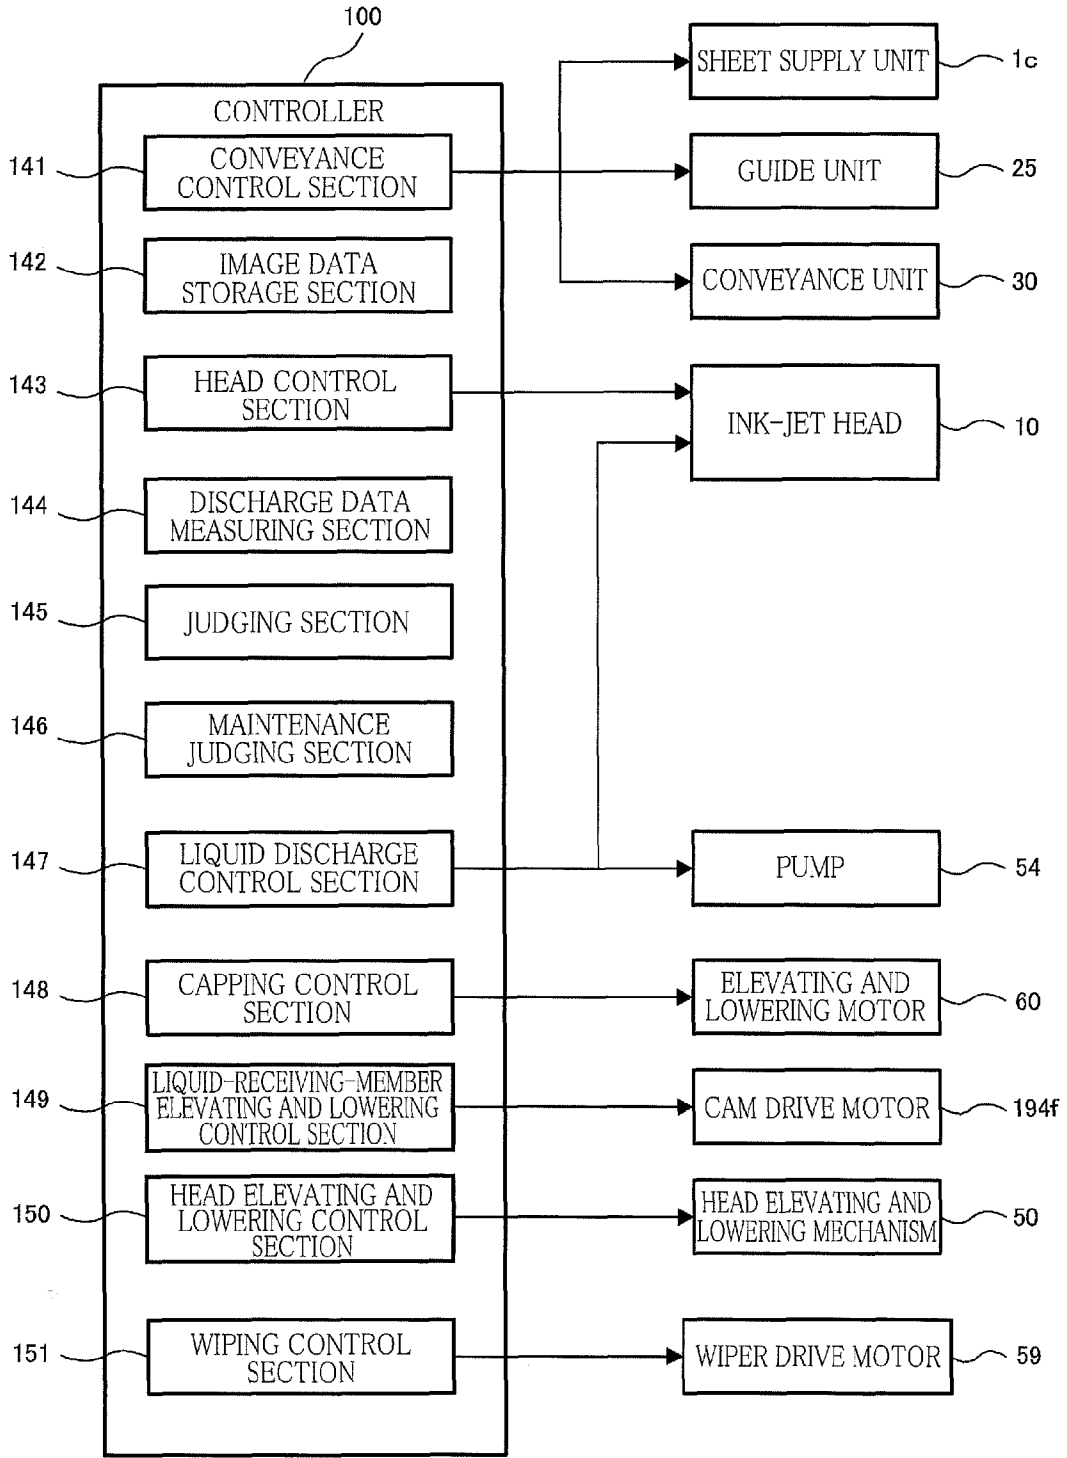 100
CONTROLLER
141
CONVEYANCE
CONTROL SECTION
142
IMAGE DATA
STORAGE SECTION
143
HEAD CONTROL
SECTION
144
DISCHARGE DATA
MEASURING SECTION
145
JUDGING SECTION
146
MAINTENANCE
JUDGING SECTION
147
LIQUID DISCHARGE
CONTROL SECTION
148
CAPPING CONTROL
SECTION
149
LIQUID-RECEIVING-MEMBER
ELEVATING AND LOWERING
CONTROL SECTION
150
HEAD ELEVATING AND
LOWERING CONTROL
SECTION
151
WIPING CONTROL
SECTION
SHEET SUPPLY UNIT
1c
GUIDE UNIT
25
CONVEYANCE UNIT
30
INK-JET HEAD
10
PUMP
54
ELEVATING AND
LOWERING MOTOR
60
CAM DRIVE MOTOR
194f
HEAD ELEVATING AND
LOWERING MECHANISM
50
WIPER DRIVE MOTOR
59